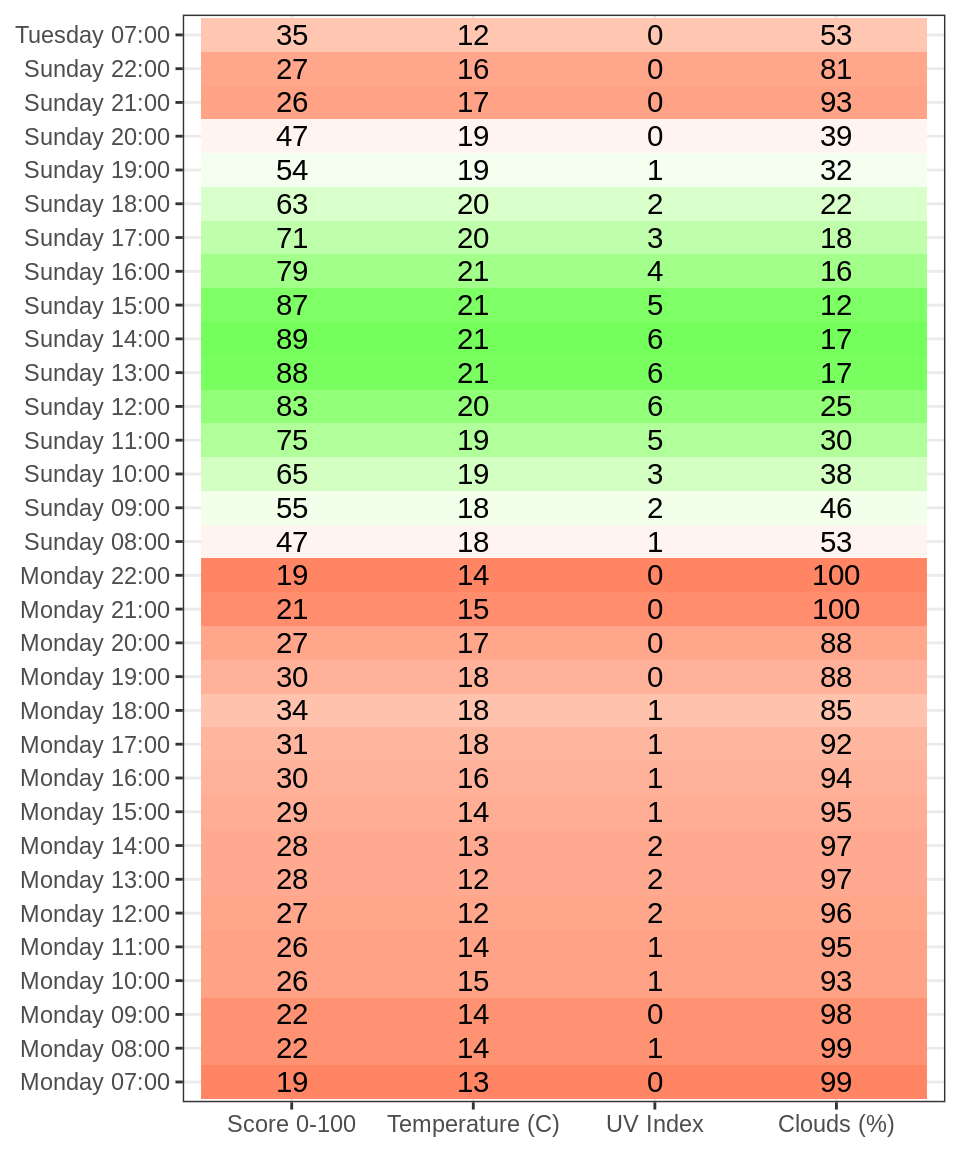 Tuesday 07:00 35 12 0 53
Sunday 22:00 27 16 0 81
Sunday 21:00 26 17 0 93
Sunday 20:00 47 19 0 39
Sunday 19:00 54 19 1 32
Sunday 18:00 63 20 2 22
Sunday 17:00 71 20 3 18
Sunday 16:00 79 21 4 16
Sunday 15:00 87 21 5 12
Sunday 14:00 89 21 6 17
Sunday 13:00 88 21 6 17
Sunday 12:00 83 20 6 25
Sunday 11:00 75 19 5 30
Sunday 10:00 65 19 3 38
Sunday 09:00 55 18 2 46
Sunday 08:00 47 18 1 53
Monday 22:00 19 14 0 100
Monday 21:00 21 15 0 100
Monday 20:00 27 17 0 88
Monday 19:00 30 18 0 88
Monday 18:00 34 18 1 85
Monday 17:00 31 18 1 92
Monday 16:00 30 16 1 94
Monday 15:00 29 14 1 95
Monday 14:00 28 13 2 97
Monday 13:00 28 12 2 97
Monday 12:00 27 12 2 96
Monday 11:00 26 14 1 95
Monday 10:00 26 15 1 93
Monday 09:00 22 14 0 98
Monday 08:00 22 14 1 99
Monday 07:00 19 13 0 99
Score 0-100 Temperature (C) UV Index Clouds (%)